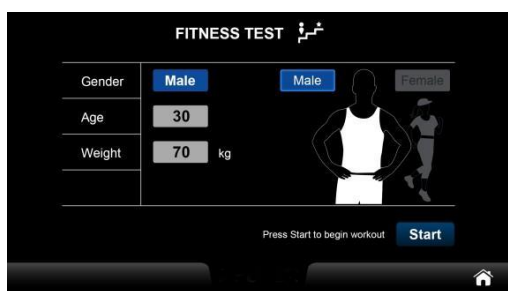 FITNESS TEST
Gender Male Male Female
Age 30
Weight 70 kg
Press Start to begin workout Start